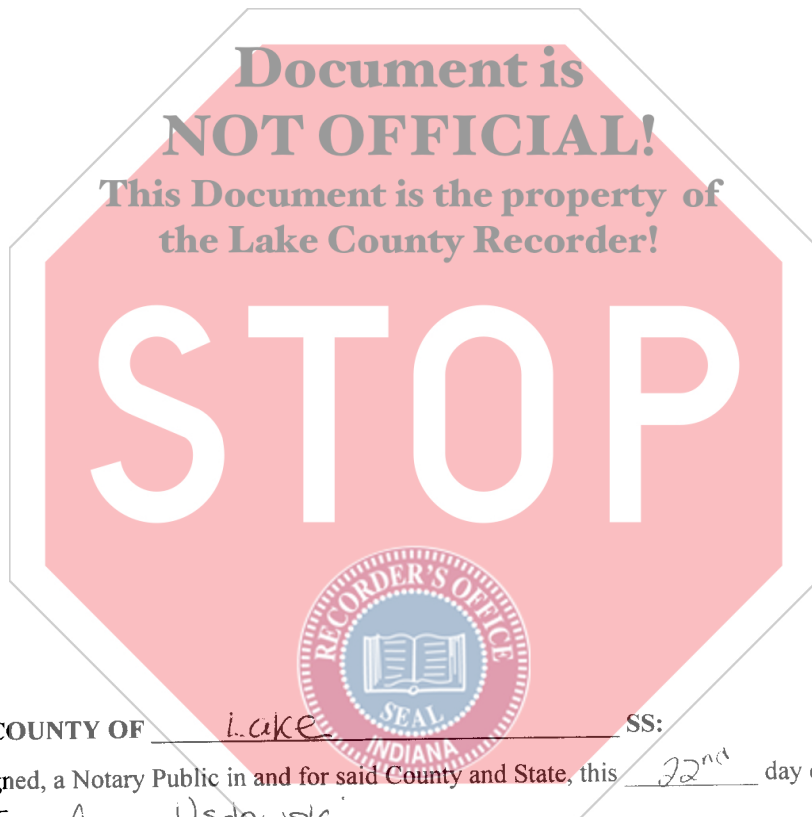 Document is
NOT OFFICIAL!
This Document is the property of
the Lake County Recorder!
STOP
RECORDER'S OFFICE
SEAL
INDIANA
COUNTY OF Lake SS:
gned, a Notary Public in and for said County and State, this 22nd day